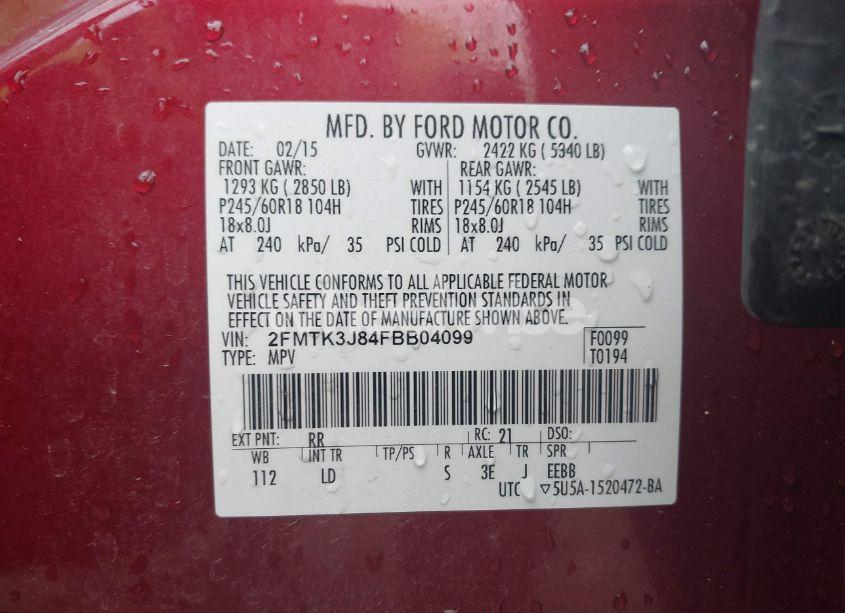 MFD. BY FORD MOTOR CO.
DATE: 02/15 GVWR: 2422 KG ( 5340 LB)
FRONT GAWR: REAR GAWR:
1293 KG ( 2850 LB) WITH 1154 KG ( 2545 LB) WITH
P245/60R18 104H TIRES P245/60R18 104H TIRES
18x8.0J RIMS 18x8.0J RIMS
AT 240 kPa/ 35 PSI COLD AT 240 kPa/ 35 PSI COLD
THIS VEHICLE CONFORMS TO ALL APPLICABLE FEDERAL MOTOR
VEHICLE SAFETY AND THEFT PREVENTION STANDARDS IN
EFFECT ON THE DATE OF MANUFACTURE SHOWN ABOVE.
VIN: 2FMTK3J84FBB04099 F0099
TYPE: MPV T0194
EXT PNT: RR RC: 21 DSO:
WB INT TR TP/PS R AXLE TR SPR
112 LD S 3E J EEBB
UTC ▽5U5A-1520472-BA